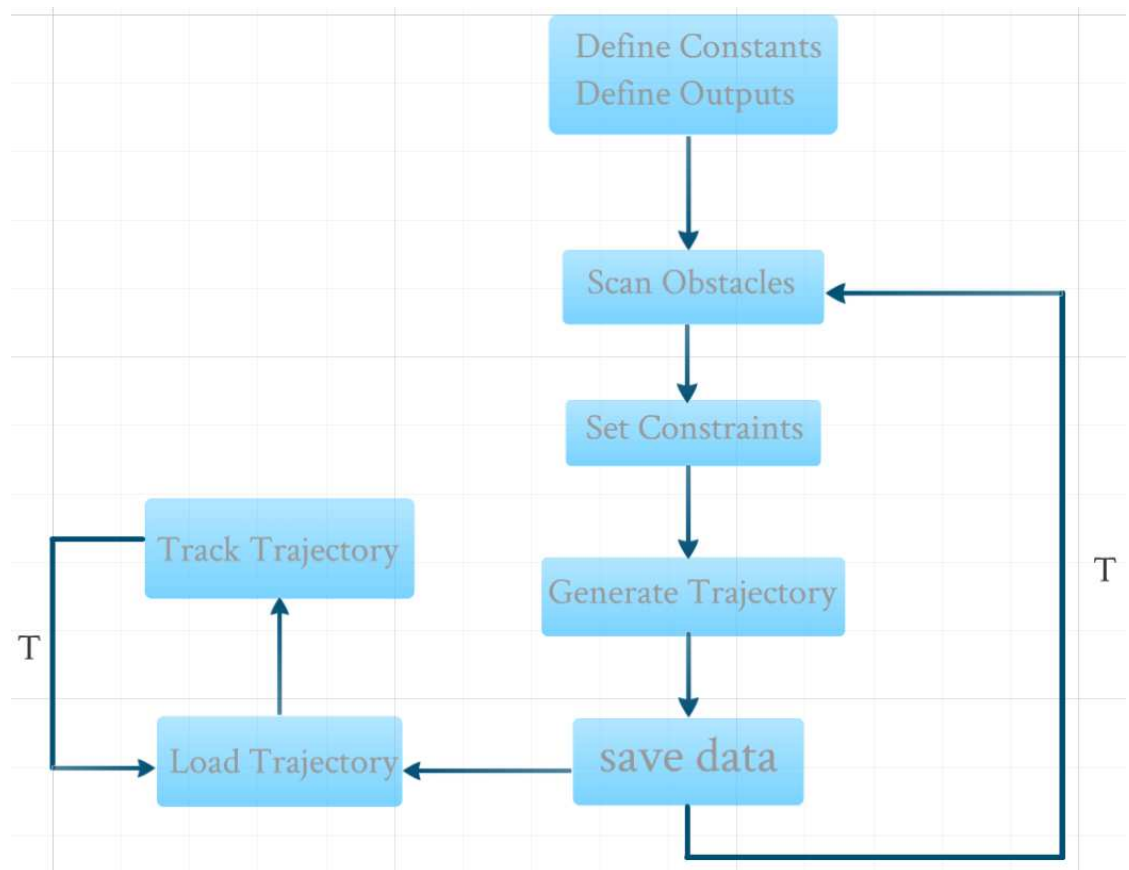 Define Constants
Define Outputs
Scan Obstacles
Set Constraints
Track Trajectory
T
Generate Trajectory
T
Load Trajectory
save data